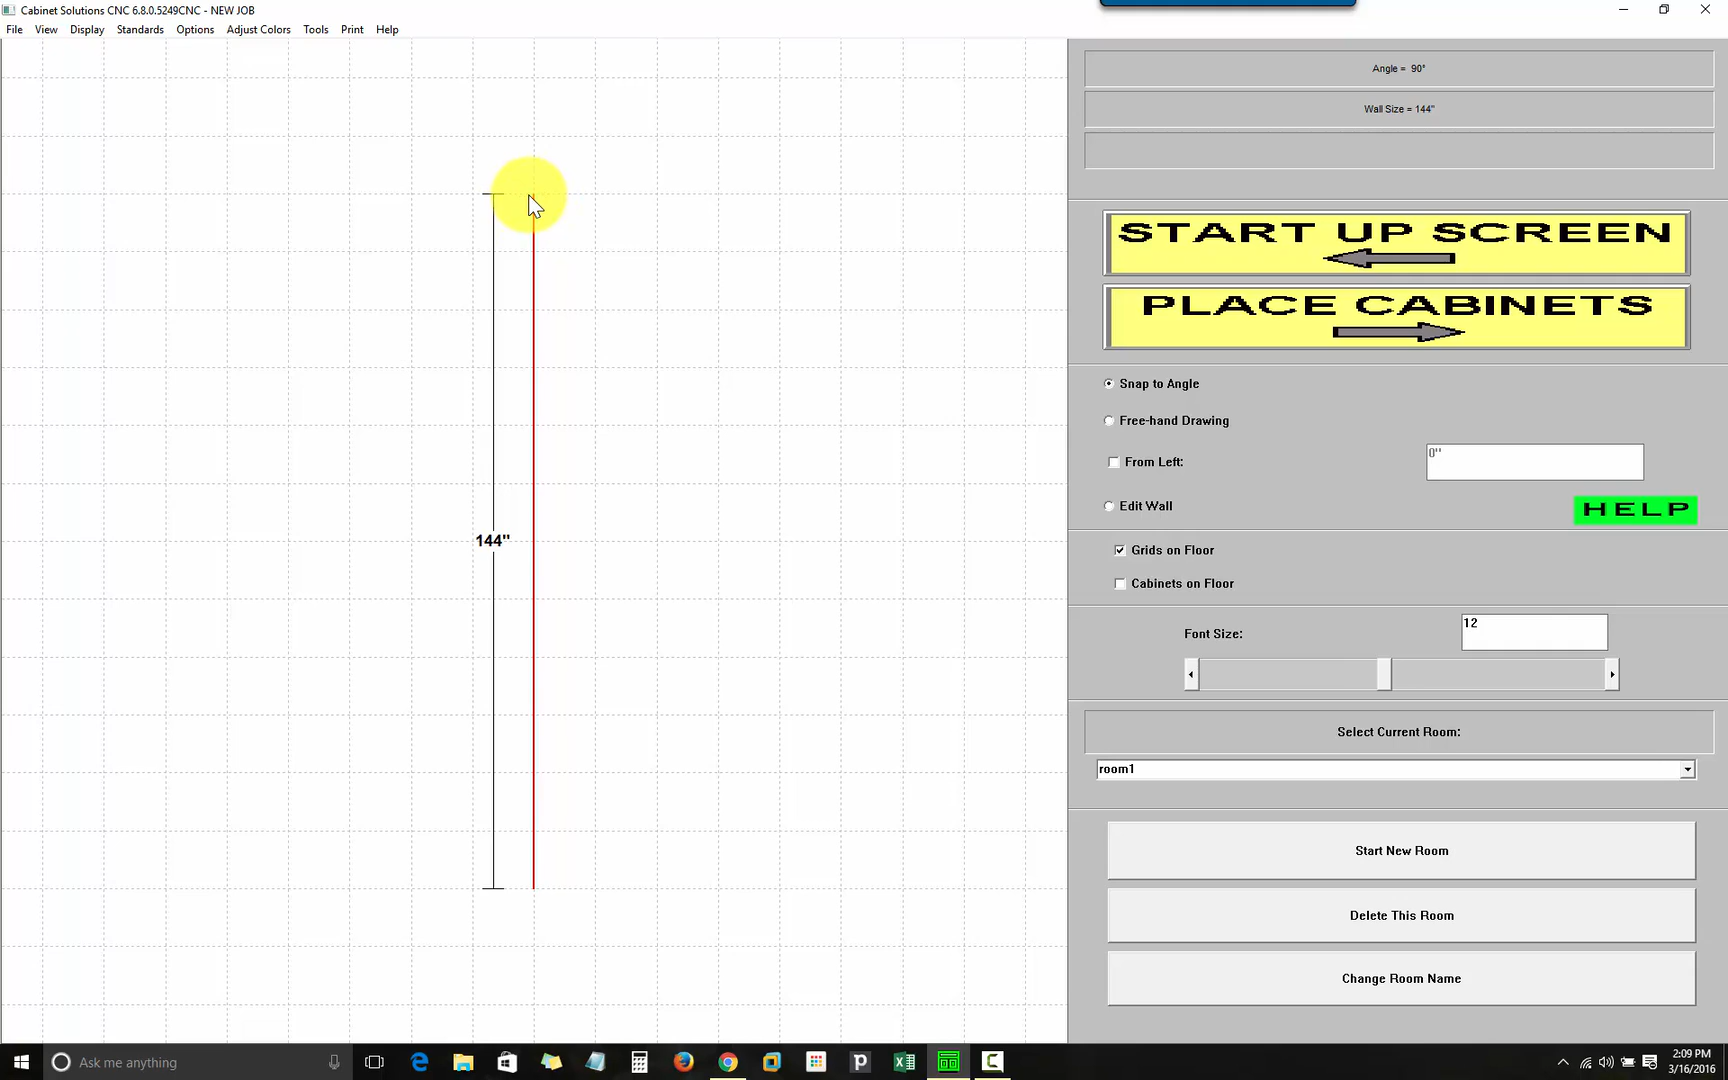 Cabinet Solutions CNC 6.8.0.5249CNC - NEW JOB
File View Display Standards Options Adjust Colors Tools Print Help
Angle = 90°
Wall Size = 144"
START UP SCREEN
PLACE CABINETS
Snap to Angle
Free-hand Drawing
From Left: 0"
Edit Wall
HELP
144"
Grids on Floor
Cabinets on Floor
Font Size: 12
Select Current Room:
room1
Start New Room
Delete This Room
Change Room Name
Ask me anything
2:09 PM
3/16/2016